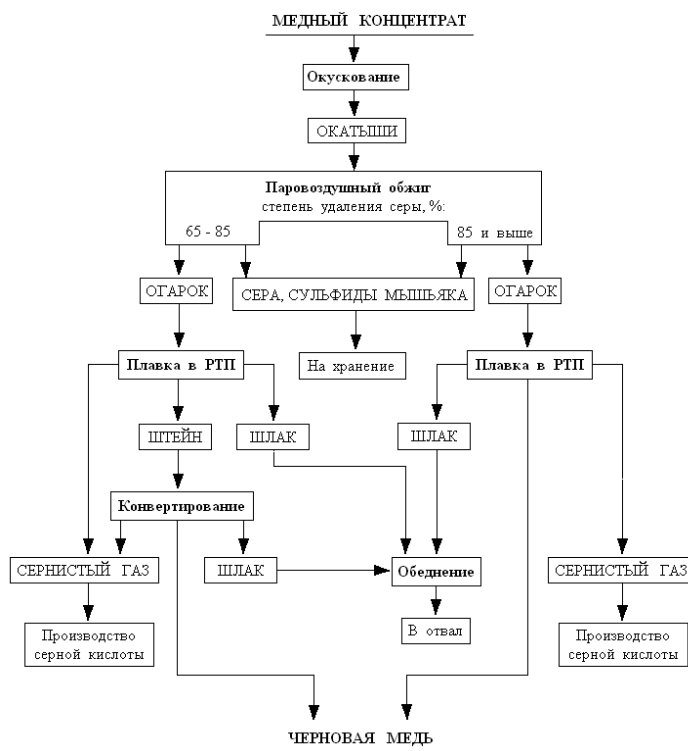 МЕДНЫЙ КОНЦЕНТРАТ
Окускование
ОКАТЫШИ
Паровоздушный обжиг
степень удаления серы, %:
65 - 85
85 и выше
ОГАРОК
СЕРА, СУЛЬФИДЫ МЫШЬЯКА
ОГАРОК
Плавка в РТП
На хранение
Плавка в РТП
ШТЕЙН
ШЛАК
ШЛАК
Конвертирование
СЕРНИСТЫЙ ГАЗ
ШЛАК
Обеднение
СЕРНИСТЫЙ ГАЗ
Производство
серной кислоты
В отвал
Производство
серной кислоты
ЧЕРНОВАЯ МЕДЬ